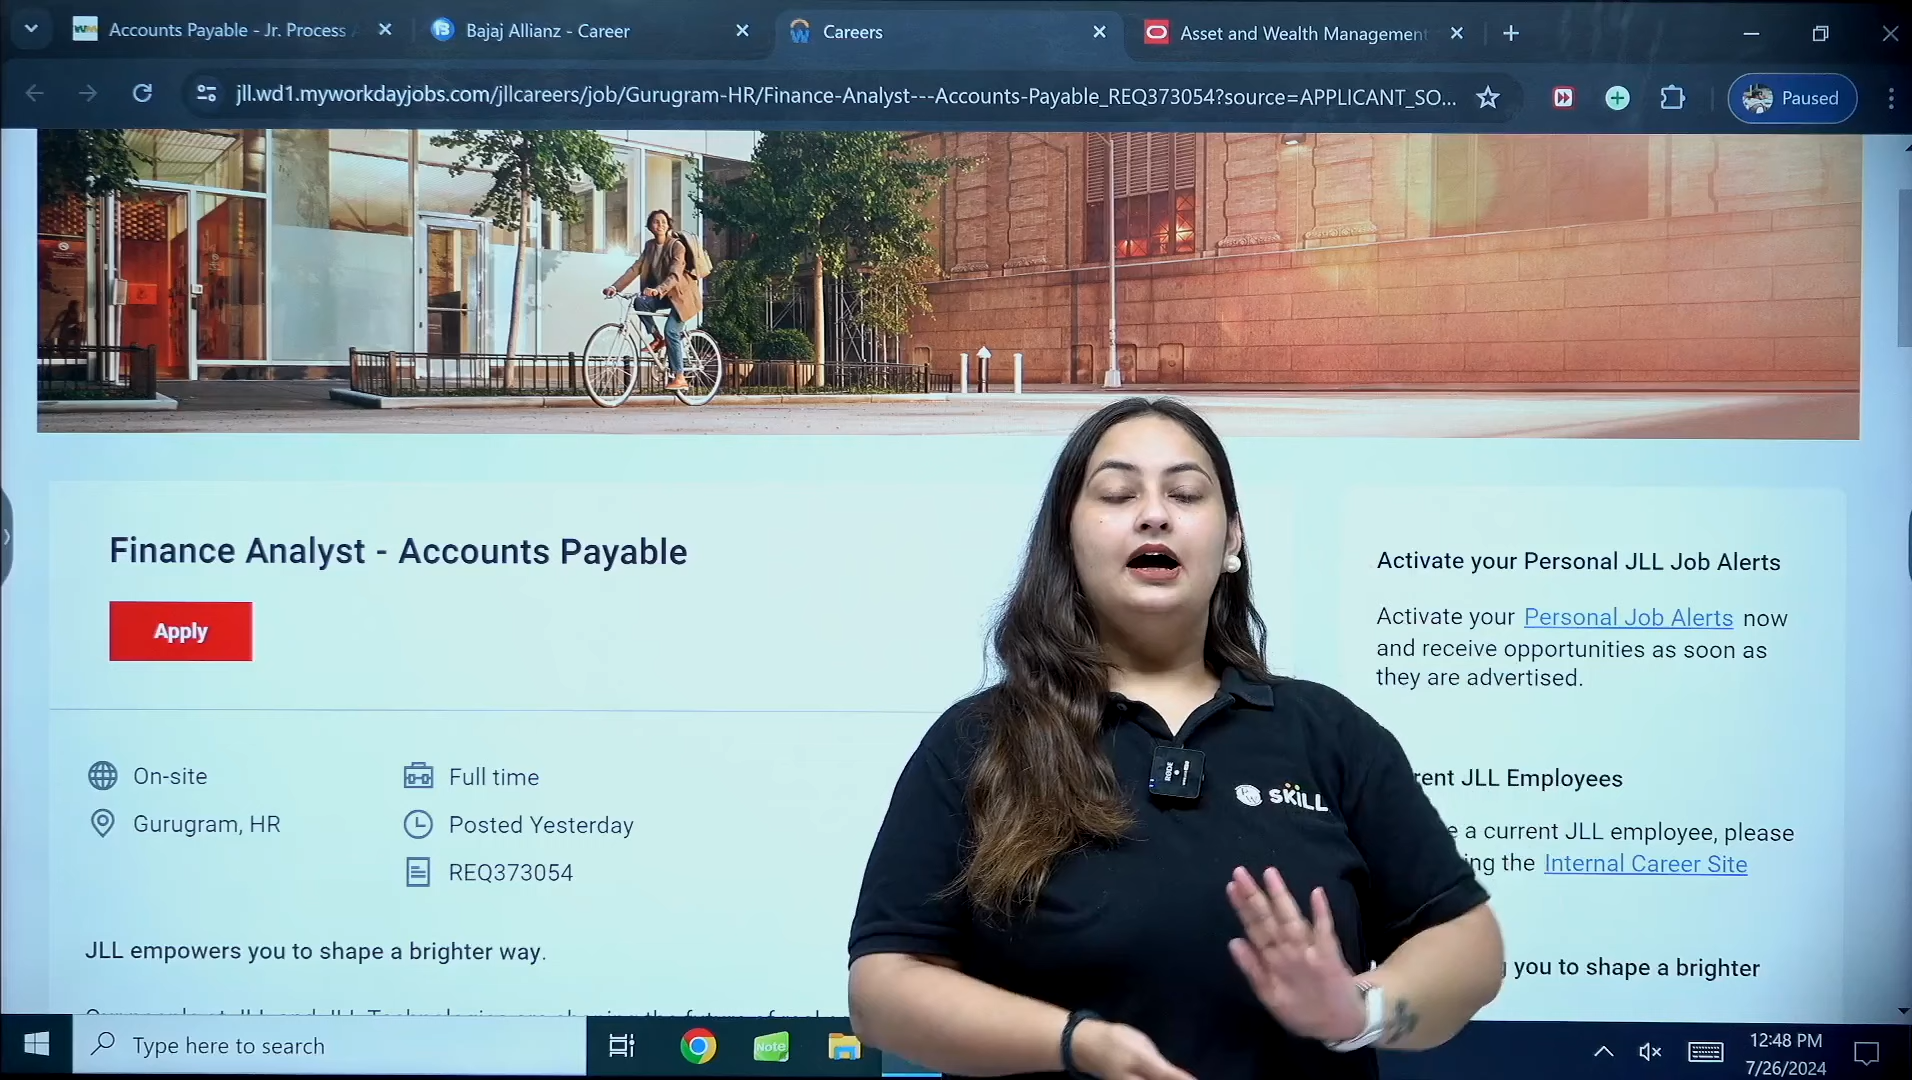 Accounts Payable - Jr. Process
Bajaj Allianz - Career
Careers
Asset and Wealth Management
jll.wd1.myworkdayjobs.com/jllcareers/job/Gurugram-HR/Finance-Analyst---Accounts-Payable_REQ373054?source=APPLICANT_SO...
Paused
Finance Analyst - Accounts Payable
Apply
On-site
Full time
Gurugram, HR
Posted Yesterday
REQ373054
JLL empowers you to shape a brighter way.
Activate your Personal JLL Job Alerts
Activate your Personal Job Alerts now
and receive opportunities as soon as
they are advertised.
JLL Employees
a current JLL employee, please
the Internal Career Site
you to shape a brighter
RØDE
PW SKILL
Type here to search
Note
12:48 PM
7/26/2024